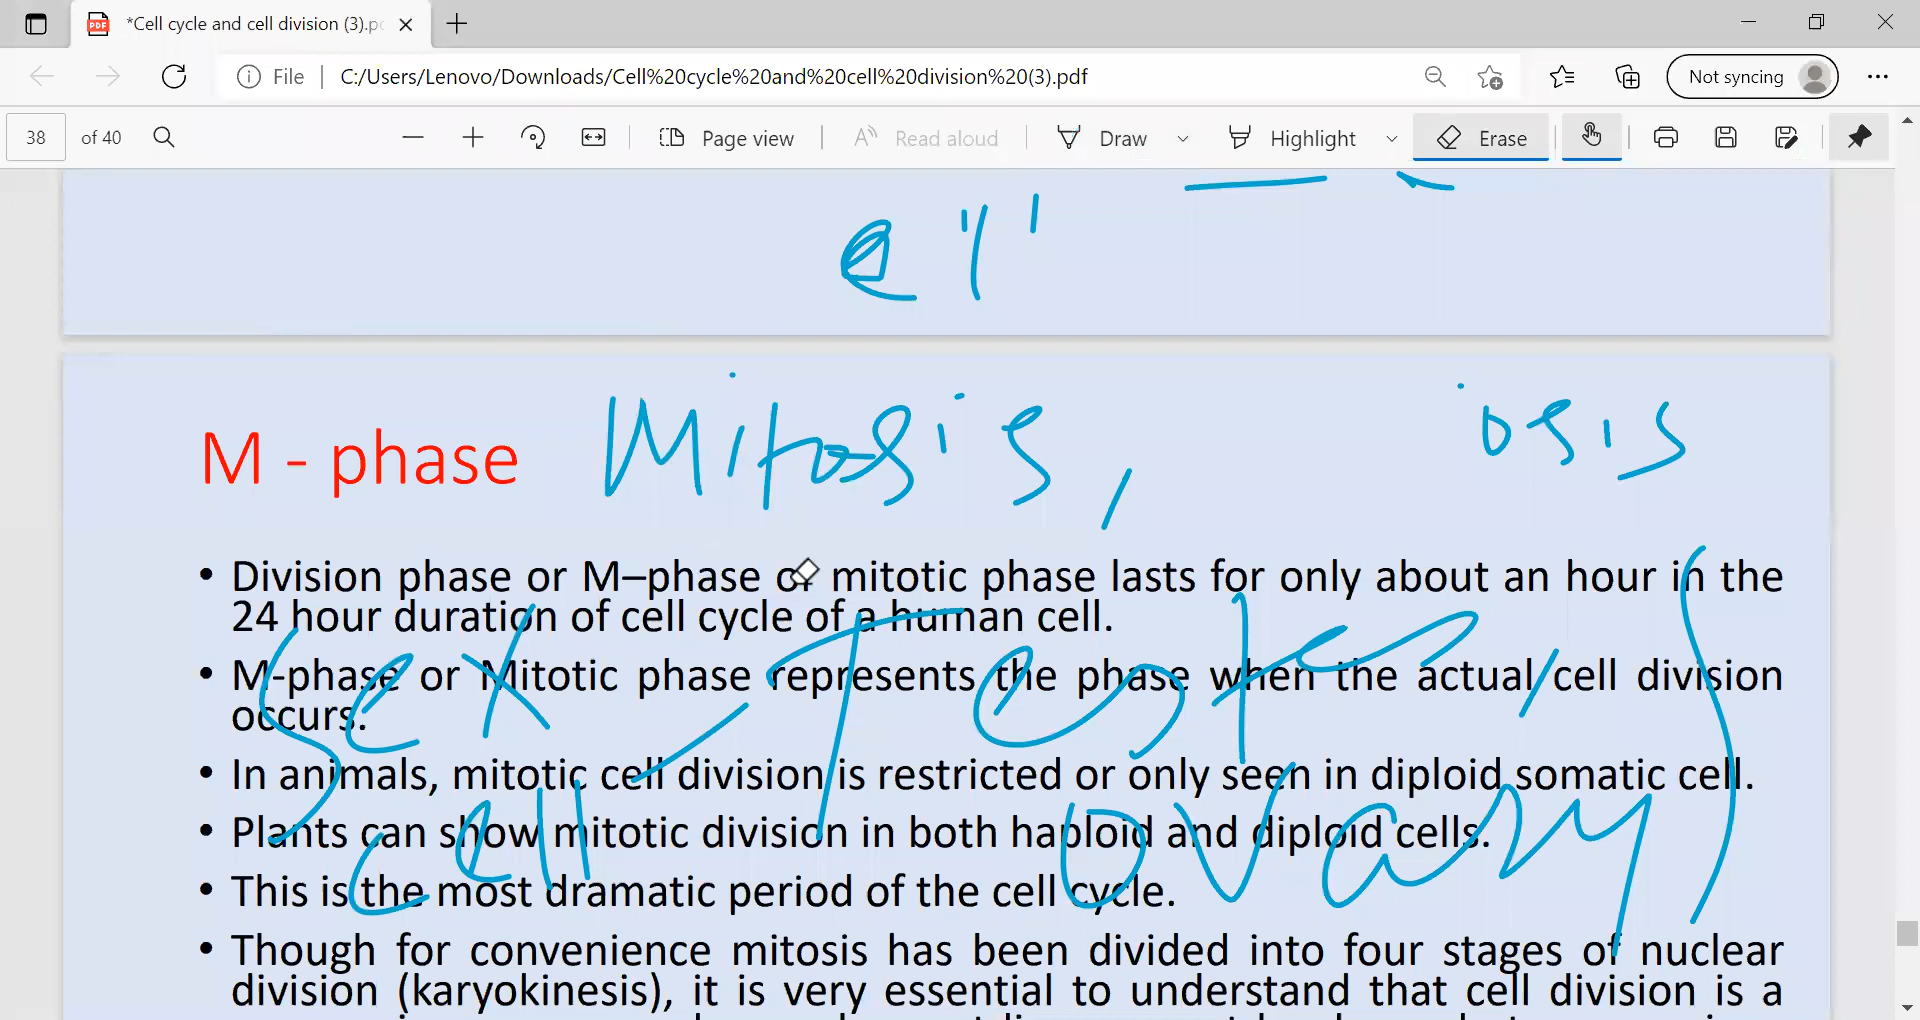 *Cell cycle and cell division (3).p
File
C:/Users/Lenovo/Downloads/Cell%20cycle%20and%20cell%20division%20(3).pdf
Not syncing
38 of 40
Page view
Read aloud
Draw
Highlight
Erase
M - phase Mitosis, osis
Division phase or M–phase or mitotic phase lasts for only about an hour in the
24 hour duration of cell cycle of a human cell.
M-phase or Mitotic phase represents the phase when the actual cell division
occurs.
In animals, mitotic cell division is restricted or only seen in diploid somatic cell.
Plants can show mitotic division in both haploid and diploid cells.
This is the most dramatic period of the cell cycle.
Though for convenience mitosis has been divided into four stages of nuclear
division (karyokinesis), it is very essential to understand that cell division is a
Sex Testes,
cell ovary